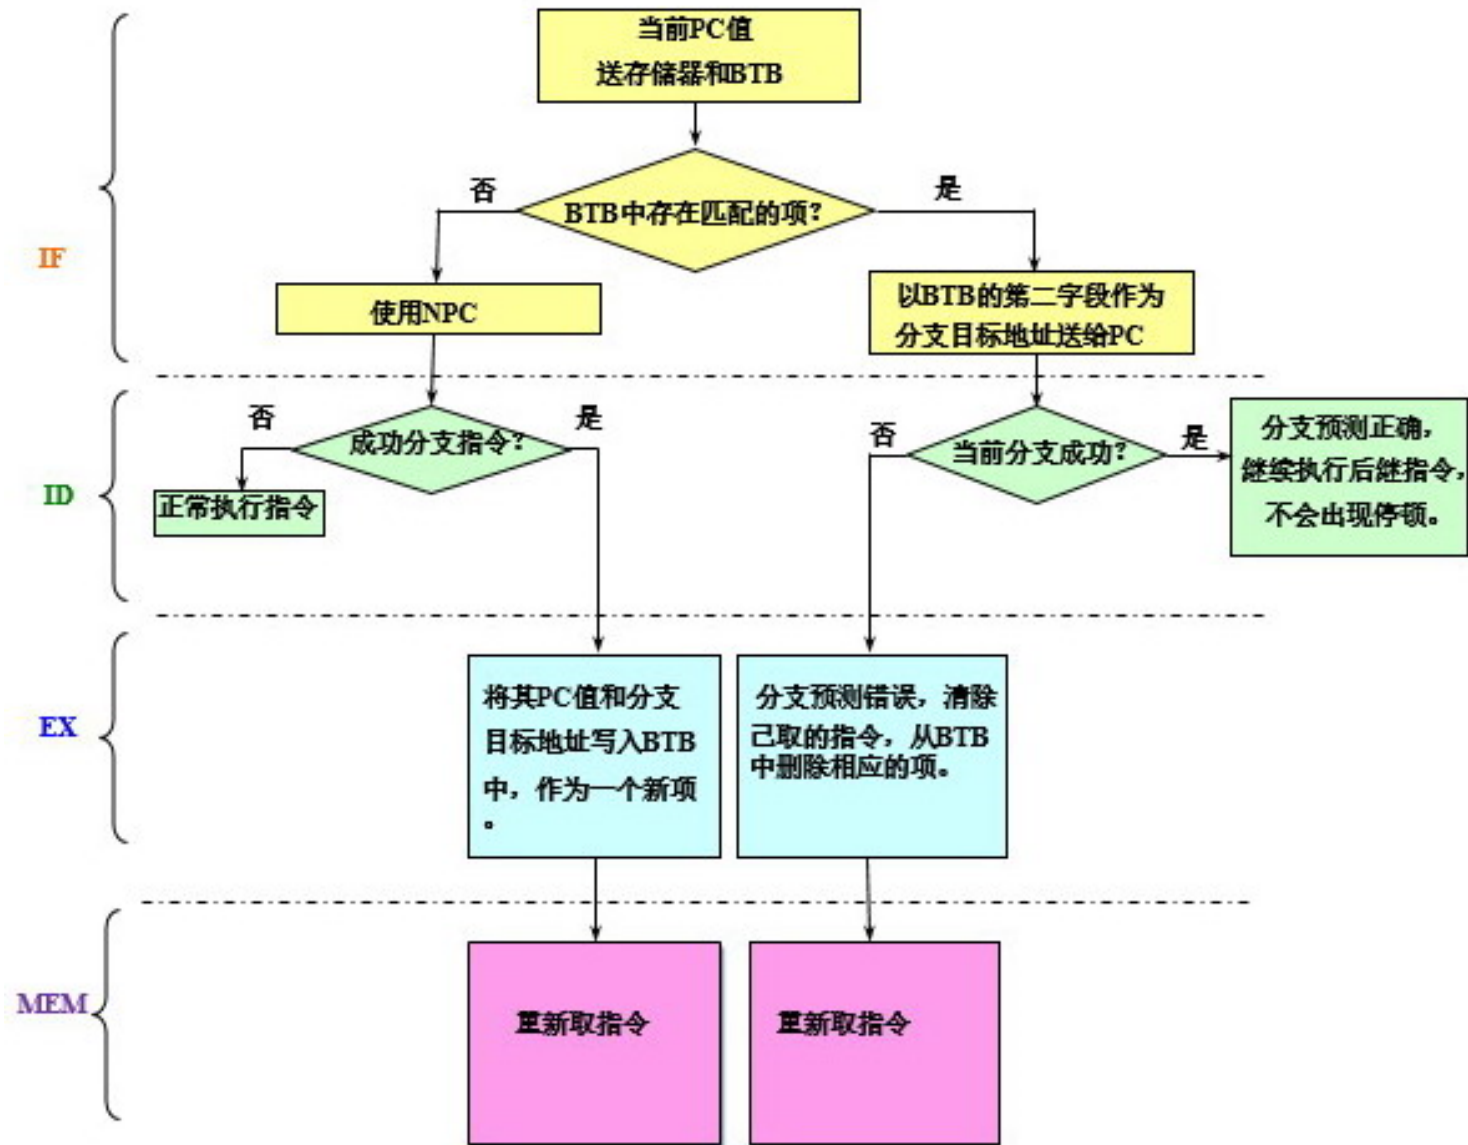 当前PC值
送存储器和BTB
否
是
BTB中存在匹配的项？
IF
使用NPC
以BTB的第二字段作为
分支目标地址送给PC
否
是
成功分支指令？
否
当前分支成功？
是
分支预测正确，
继续执行后继指令，
不会出现停顿。
ID
正常执行指令
EX
将其PC值和分支
目标地址写入BTB
中，作为一个新项
。
分支预测错误，清除
己取的指令，从BTB
中删除相应的项。
MEM
重新取指令
重新取指令